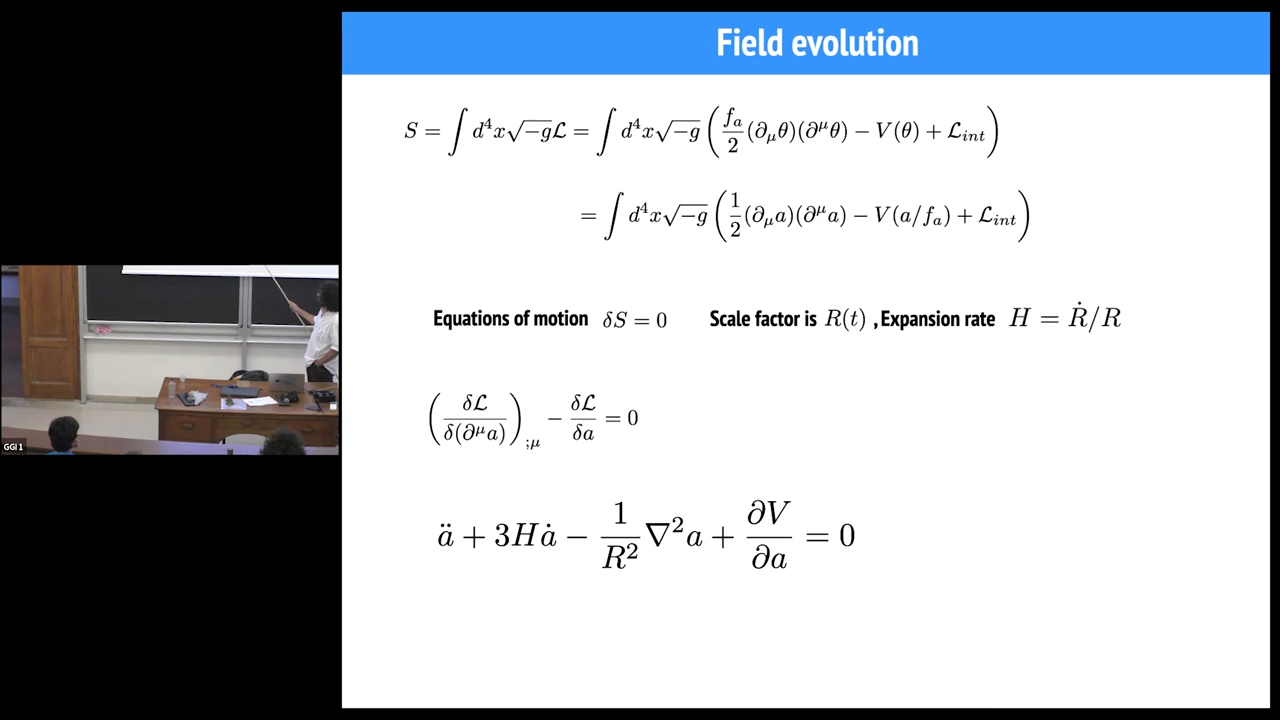 Field evolution
S = ∫ d⁴x√−g ℒ = ∫ d⁴x√−g ( f_a/2 (∂_μθ)(∂^μθ) − V(θ) + ℒ_int )
= ∫ d⁴x√−g ( 1/2 (∂_μa)(∂^μa) − V(a/f_a) + ℒ_int )
Equations of motion δS = 0 Scale factor is R(t) , Expansion rate H = Ṙ/R
( δℒ/δ(∂^μa) )_;μ − δℒ/δa = 0
ä + 3Hȧ − 1/R² ∇²a + ∂V/∂a = 0
GGI 1